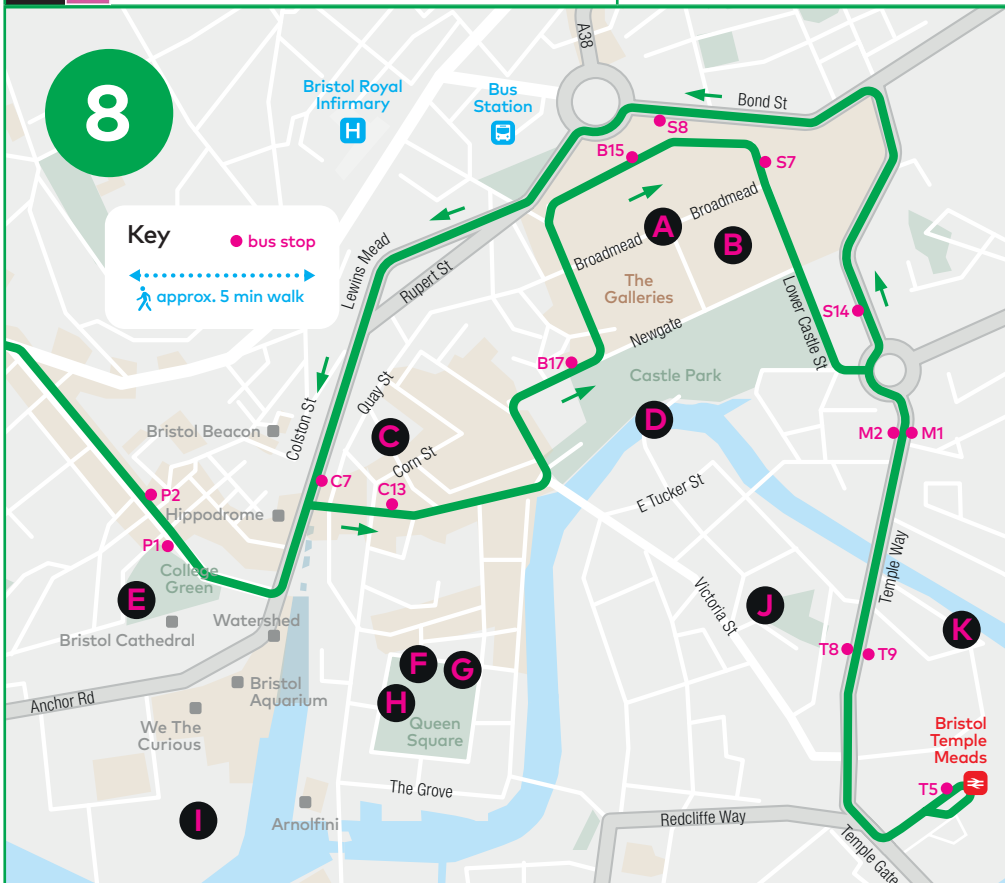 A38
8
Bristol Royal
Infirmary
H
Bus
Station
Bond St
S8
B15
S7
Key
bus stop
approx. 5 min walk
Broadmead
A
Broadmead
B
Lewins Mead
Rupert St
The
Galleries
Lower Castle St
S14
Newgate
B17
Castle Park
Quay St
D
Colston St
Bristol Beacon
C
M2
M1
Corn St
C7
C13
E Tucker St
P2
Hippodrome
P1
College
Green
E
Temple Way
Victoria St
J
K
Watershed
Bristol Cathedral
T8
T9
F
G
Anchor Rd
Bristol
Aquarium
H
We The
Curious
Queen
Square
Bristol
Temple
Meads
T5
The Grove
I
Arnolfini
Redcliffe Way
Temple Gate